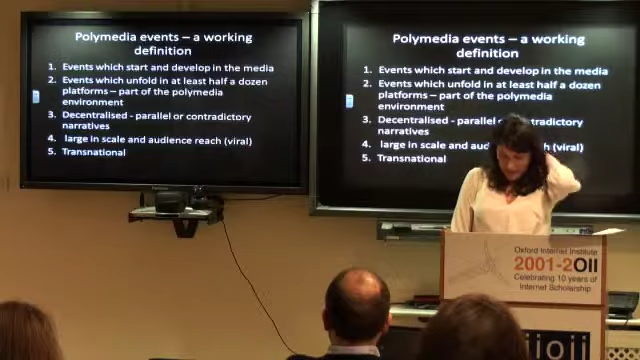 Polymedia events – a working
definition
1. Events which start and develop in the media
2. Events which unfold in at least half a dozen
platforms – part of the polymedia
environment
3. Decentralised - parallel or contradictory
narratives
4. large in scale and audience reach (viral)
5. Transnational
Polymedia events – a working
definition
1. Events which start and develop in the media
2. Events which unfold in at least half a dozen
platforms – part of the polymedia
environment
3. Decentralised - parallel or contradictory
narratives
4. large in scale and aud reach (viral)
5. Transnational
Oxford Internet Institute
2001-2OII
Celebrating 10 years of
Internet Scholarship
oii